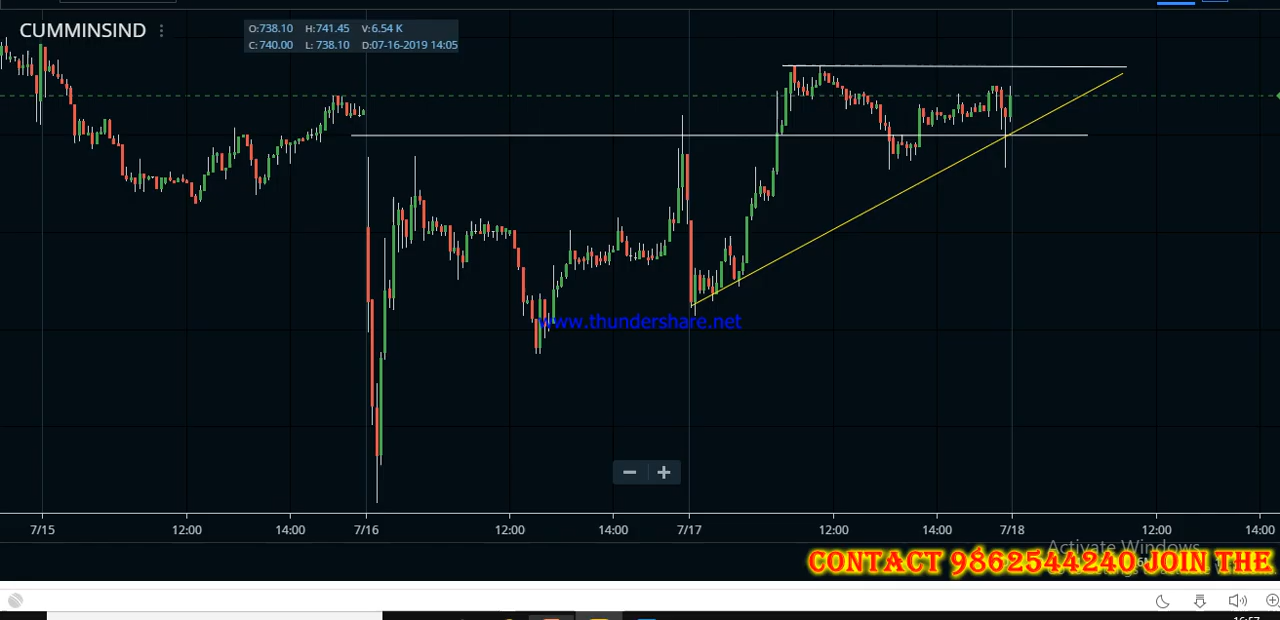 CUMMINSIND
O:738.10 H:741.45 V:6.54 K
C:740.00 L: 738.10 D:07-16-2019 14:05
www.thundershare.net
7/15 12:00 14:00 7/16 12:00 14:00 7/17 12:00 14:00 7/18 12:00 14:00
Activate Windows
CONTACT 9862544240 JOIN THE
16:57